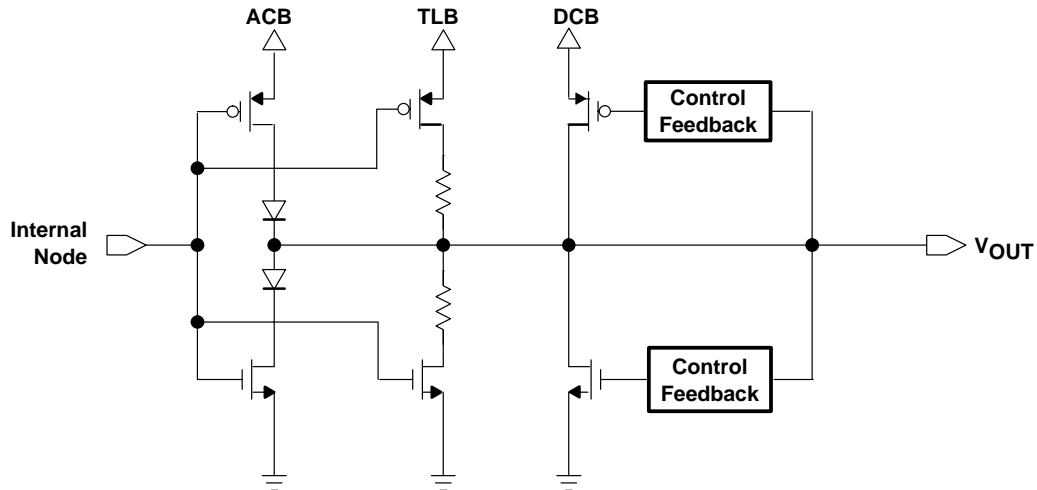 ACB
TLB
DCB
Control
Feedback
Internal
Node
VOUT
Control
Feedback